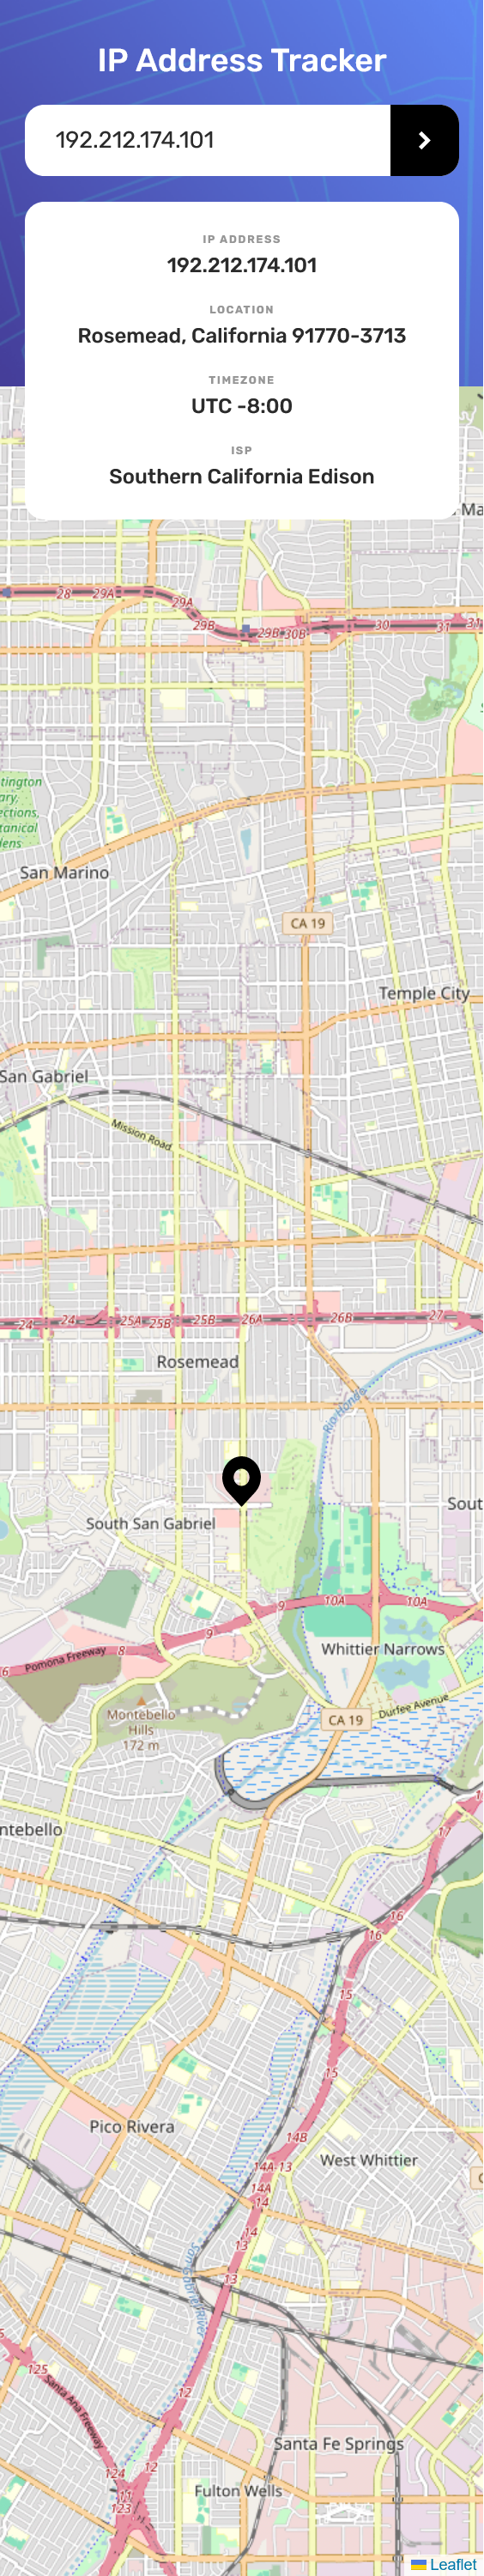 IP Address Tracker
192.212.174.101
IP ADDRESS
192.212.174.101
LOCATION
Rosemead, California 91770-3713
TIMEZONE
UTC -8:00
ISP
Southern California Edison
Ma
28
29A
29A
29B
29B
30B
30
31
31
tington
ary,
ections,
tanical
dens
San Marino
CA 19
Temple City
San Gabriel
Mission Road
24
24
25A
25B
25B
26A
26B
27
Rosemead
Rio Hondo
Sout
South San Gabriel
9
10A
10A
9
Whittier Narrows
Pomona Freeway
8
6
Durfee Avenue
Montebello
Hills
172 m
CA 19
ntebello
17
16
16
15
15
Pico Rivera
14B
West Whittier
14A-13
14A
14
14
13
13
San Gabriel River
125
Santa Ana Freeway
12
Santa Fe Springs
124
12
11
123
Fulton Wells
Leaflet